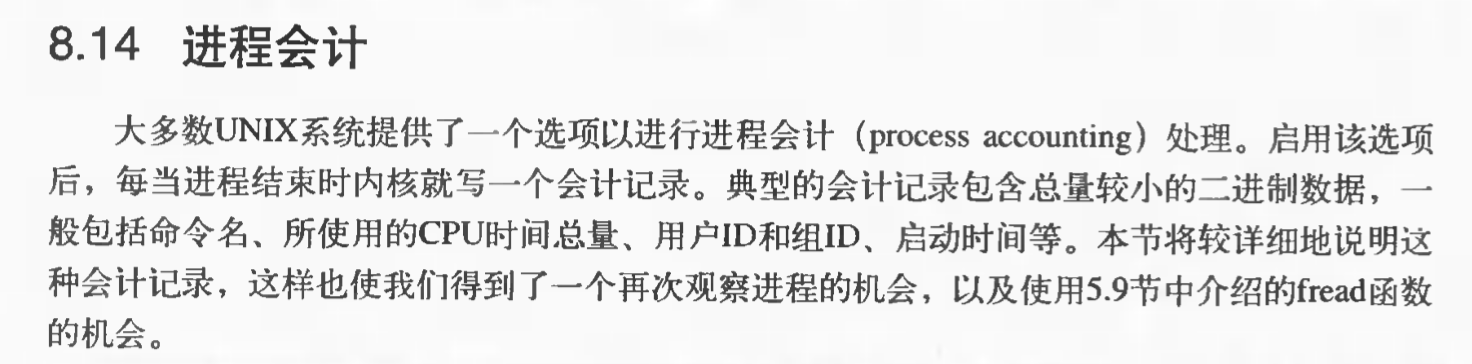 8.14 进程会计
大多数UNIX系统提供了一个选项以进行进程会计（process accounting）处理。启用该选项
后，每当进程结束时内核就写一个会计记录。典型的会计记录包含总量较小的二进制数据，一
般包括命令名、所使用的CPU时间总量、用户ID和组ID、启动时间等。本节将较详细地说明这
种会计记录，这样也使我们得到了一个再次观察进程的机会，以及使用5.9节中介绍的fread函数
的机会。